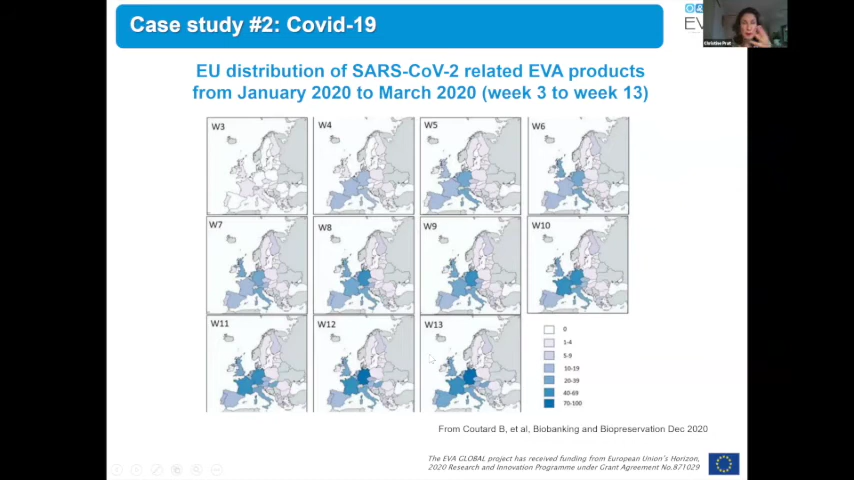 Case study #2: Covid-19
EV
Christine Prat
EU distribution of SARS-CoV-2 related EVA products
from January 2020 to March 2020 (week 3 to week 13)
W3
W4
W5
W6
W7
W8
W9
W10
W11
W12
W13
0
1-4
5-9
10-19
20-39
40-69
70-100
From Coutard B, et al, Biobanking and Biopreservation Dec 2020
The EVA GLOBAL project has received funding from European Union's Horizon,
2020 Research and Innovation Programme under Grant Agreement No.871029